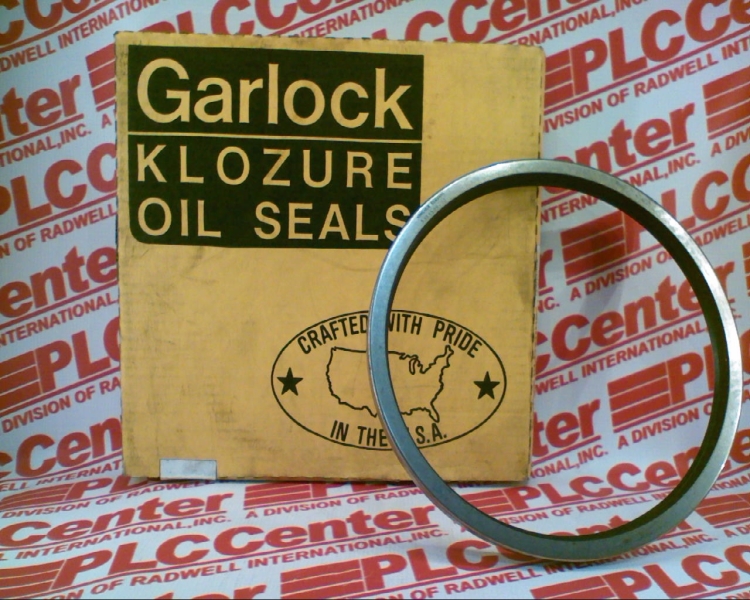 Garlock
KLOZURE
OIL SEALS
CRAFTED WITH PRIDE
IN THE U.S.A.
PLCCenter
A DIVISION OF RADWELL INTERNATIONAL, INC.